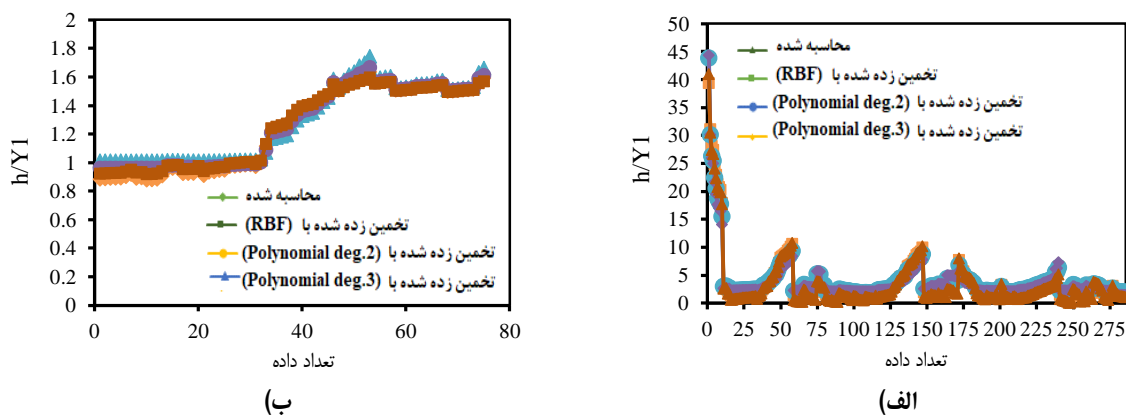 h/Y1
2
1.8
1.6
1.4
1.2
1
0.8
0.6
0.4
0.2
0
0
20
40
60
80
محاسبه شده
تخمین زده شده با (RBF)
تخمین زده شده با (Polynomial deg.2)
تخمین زده شده با (Polynomial deg.3)
تعداد داده
ب)
h/Y1
50
45
40
35
30
25
20
15
10
5
0
0
25
50
75
100
125
150
175
200
225
250
275
محاسبه شده
تخمین زده شده با (RBF)
تخمین زده شده با (Polynomial deg.2)
تخمین زده شده با (Polynomial deg.3)
تعداد داده
الف)